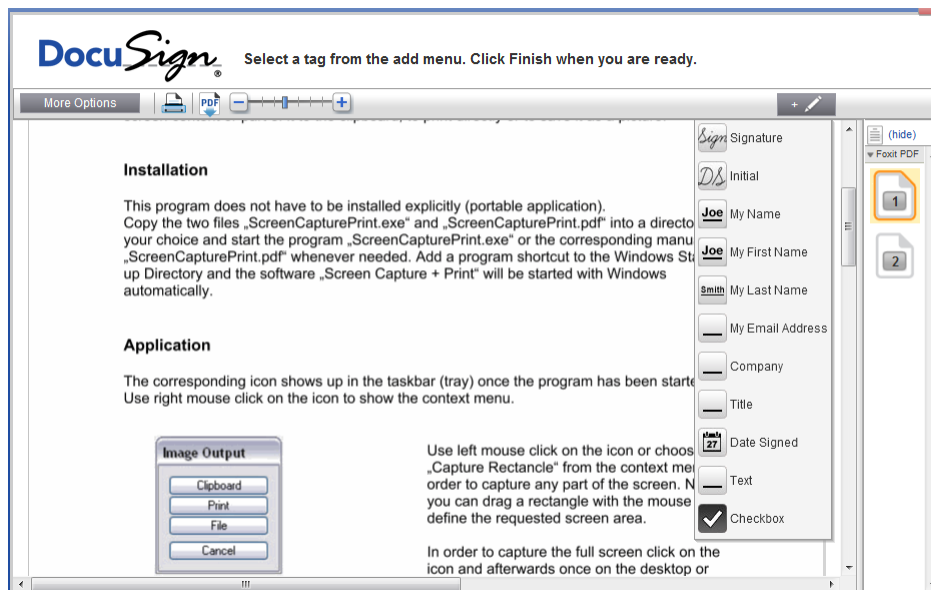 DocuSign®
Select a tag from the add menu. Click Finish when you are ready.
More Options
PDF
+
Installation
This program does not have to be installed explicitly (portable application).
Copy the two files „ScreenCapturePrint.exe“ and „ScreenCapturePrint.pdf“ into a directo
your choice and start the program „ScreenCapturePrint.exe“ or the corresponding manu
„ScreenCapturePrint.pdf“ whenever needed. Add a program shortcut to the Windows Sta
up Directory and the software „Screen Capture + Print“ will be started with Windows
automatically.
Application
The corresponding icon shows up in the taskbar (tray) once the program has been starte
Use right mouse click on the icon to show the context menu.
Image Output
Clipboard
Print
File
Cancel
Use left mouse click on the icon or choos
„Capture Rectancle“ from the context me
order to capture any part of the screen. N
you can drag a rectangle with the mouse
define the requested screen area.
In order to capture the full screen click on the
icon and afterwards once on the desktop or
Sign Signature
DS Initial
Joe My Name
Joe My First Name
Smith My Last Name
My Email Address
Company
Title
27 Date Signed
Text
Checkbox
(hide)
Foxit PDF
1
2